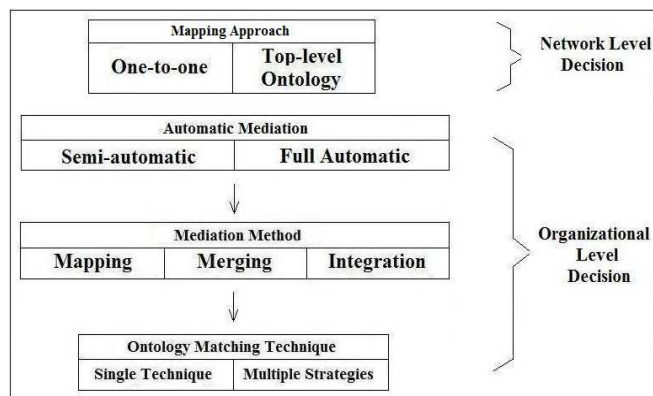 Mapping Approach
One-to-one
Top-level
Ontology
Network Level
Decision
Automatic Mediation
Semi-automatic
Full Automatic
Mediation Method
Mapping
Merging
Integration
Organizational
Level
Decision
Ontology Matching Technique
Single Technique
Multiple Strategies